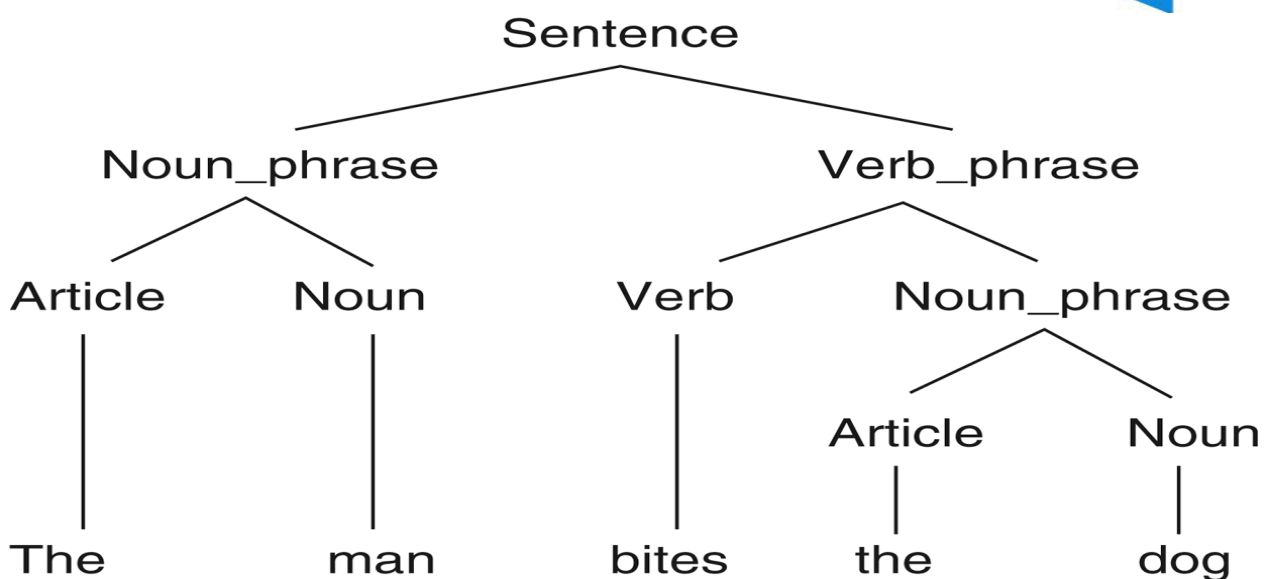 Sentence
Noun_phrase Verb_phrase
Article Noun Verb Noun_phrase
Article Noun
The man bites the dog